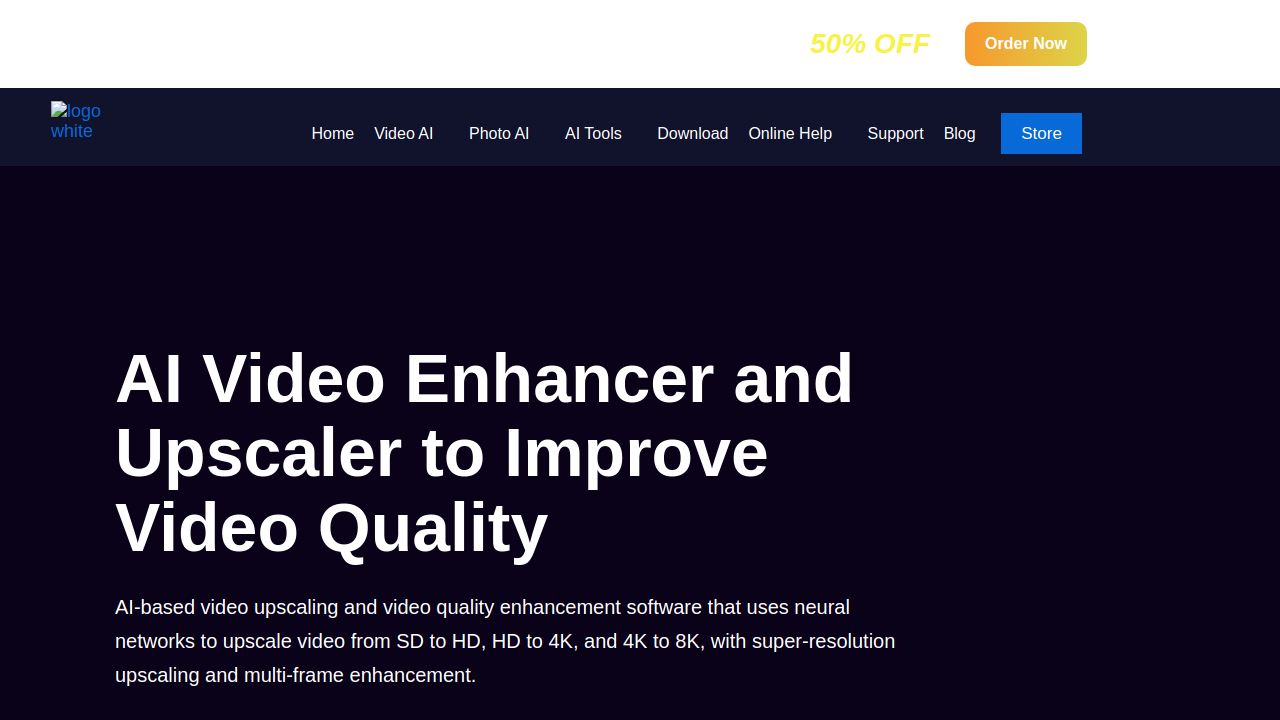 50% OFF
Order Now
logo
white
Home Video AI Photo AI AI Tools Download Online Help Support Blog Store
AI Video Enhancer and
Upscaler to Improve
Video Quality
AI-based video upscaling and video quality enhancement software that uses neural
networks to upscale video from SD to HD, HD to 4K, and 4K to 8K, with super-resolution
upscaling and multi-frame enhancement.